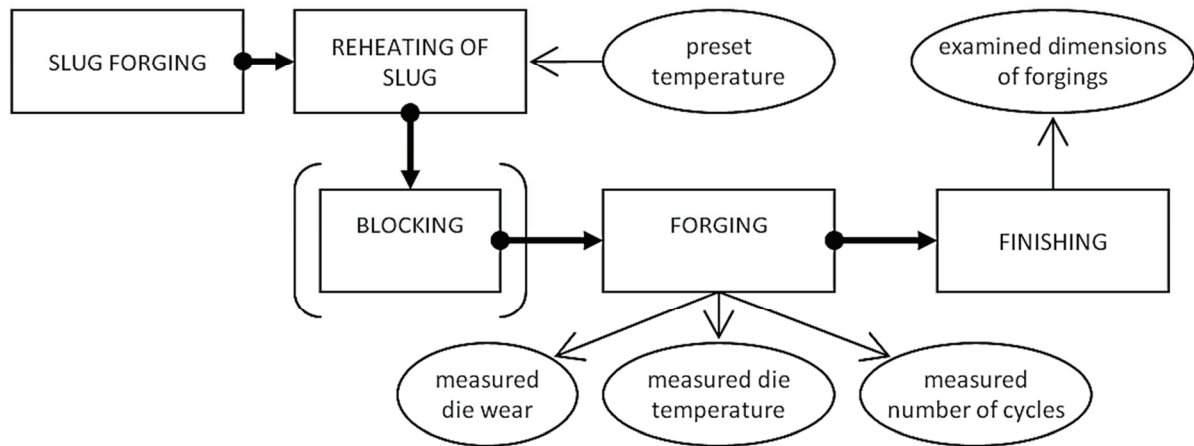 SLUG FORGING
REHEATING OF
SLUG
preset
temperature
examined dimensions
of forgings
BLOCKING
FORGING
FINISHING
measured
die wear
measured die
temperature
measured
number of cycles